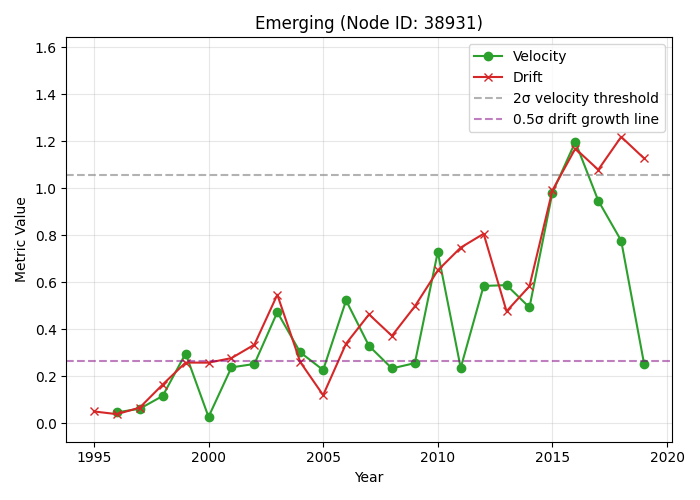 Emerging (Node ID: 38931)
Velocity
Drift
2σ velocity threshold
0.5σ drift growth line
Metric Value
1.6
1.4
1.2
1.0
0.8
0.6
0.4
0.2
0.0
1995
2000
2005
2010
2015
2020
Year